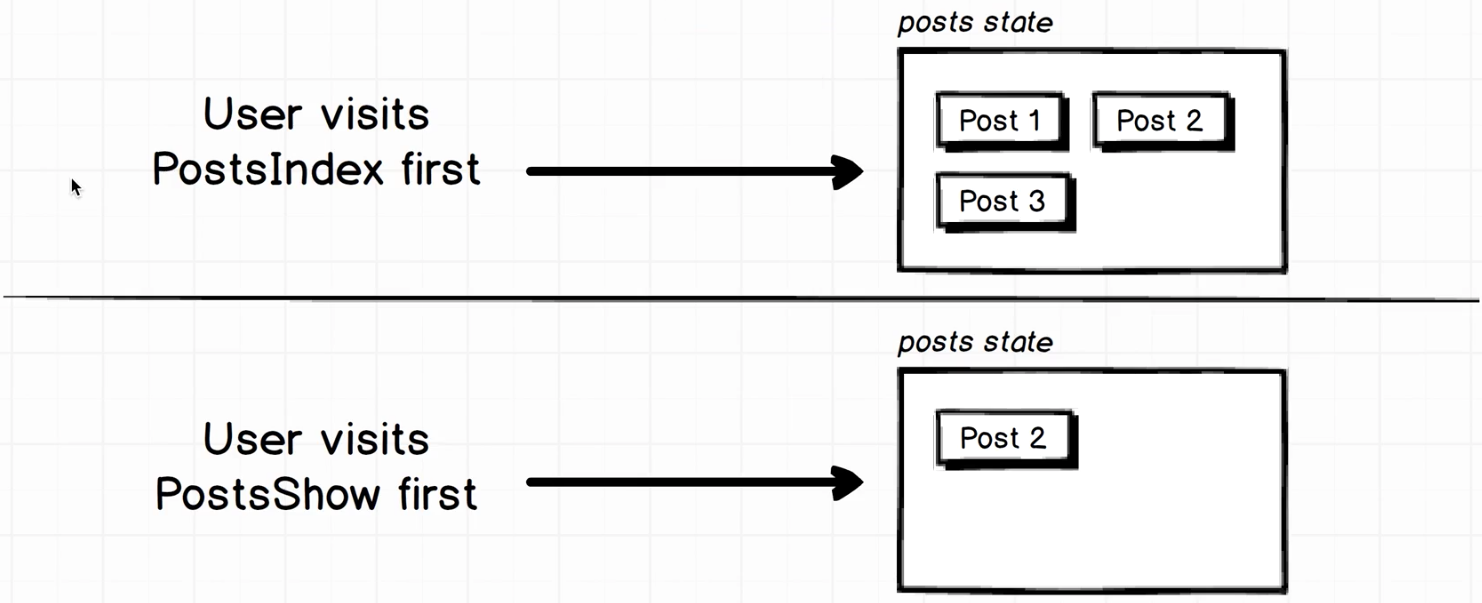 posts state
User visits
PostsIndex first
Post 1
Post 2
Post 3
posts state
User visits
PostsShow first
Post 2